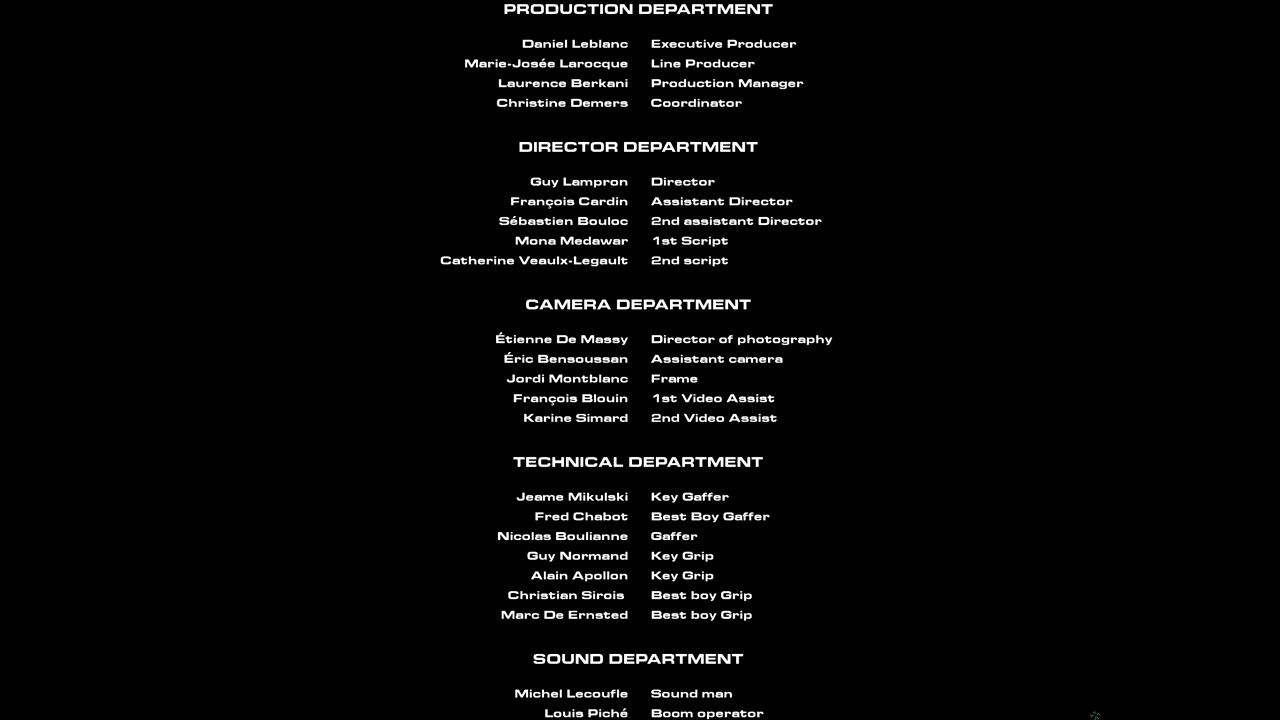 PRODUCTION DEPARTMENT
Daniel Leblanc Executive Producer
Marie-Josée Larocque Line Producer
Laurence Berkani Production Manager
Christine Demers Coordinator
DIRECTOR DEPARTMENT
Guy Lampron Director
François Cardin Assistant Director
Sébastien Bouloc 2nd assistant Director
Mona Medawar 1st Script
Catherine Veaulx-Legault 2nd script
CAMERA DEPARTMENT
Étienne De Massy Director of photography
Éric Bensoussan Assistant camera
Jordi Montblanc Frame
François Blouin 1st Video Assist
Karine Simard 2nd Video Assist
TECHNICAL DEPARTMENT
Jeame Mikulski Key Gaffer
Fred Chabot Best Boy Gaffer
Nicolas Boulianne Gaffer
Guy Normand Key Grip
Alain Apollon Key Grip
Christian Sirois Best boy Grip
Marc De Ernsted Best boy Grip
SOUND DEPARTMENT
Michel Lecoufle Sound man
Louis Piché Boom operator